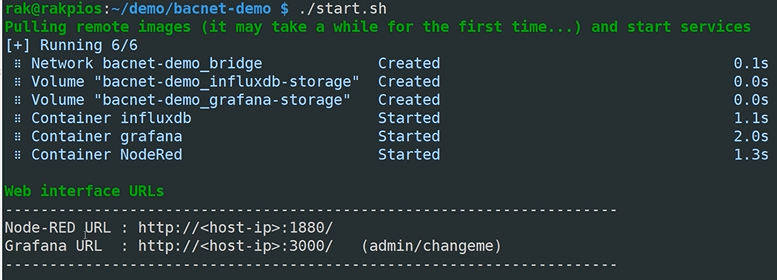 rak@rakpios:~/demo/bacnet-demo $ ./start.sh
Pulling remote images (it may take a while for the first time...) and start services
[+] Running 6/6
⠿ Network bacnet-demo_bridge Created 0.1s
⠿ Volume "bacnet-demo_influxdb-storage" Created 0.0s
⠿ Volume "bacnet-demo_grafana-storage" Created 0.0s
⠿ Container influxdb Started 1.1s
⠿ Container grafana Started 2.0s
⠿ Container NodeRed Started 1.3s
Web interface URLs
--------------------------------------------------------------------
Node-RED URL : http://<host-ip>:1880/
Grafana URL : http://<host-ip>:3000/ (admin/changeme)
--------------------------------------------------------------------